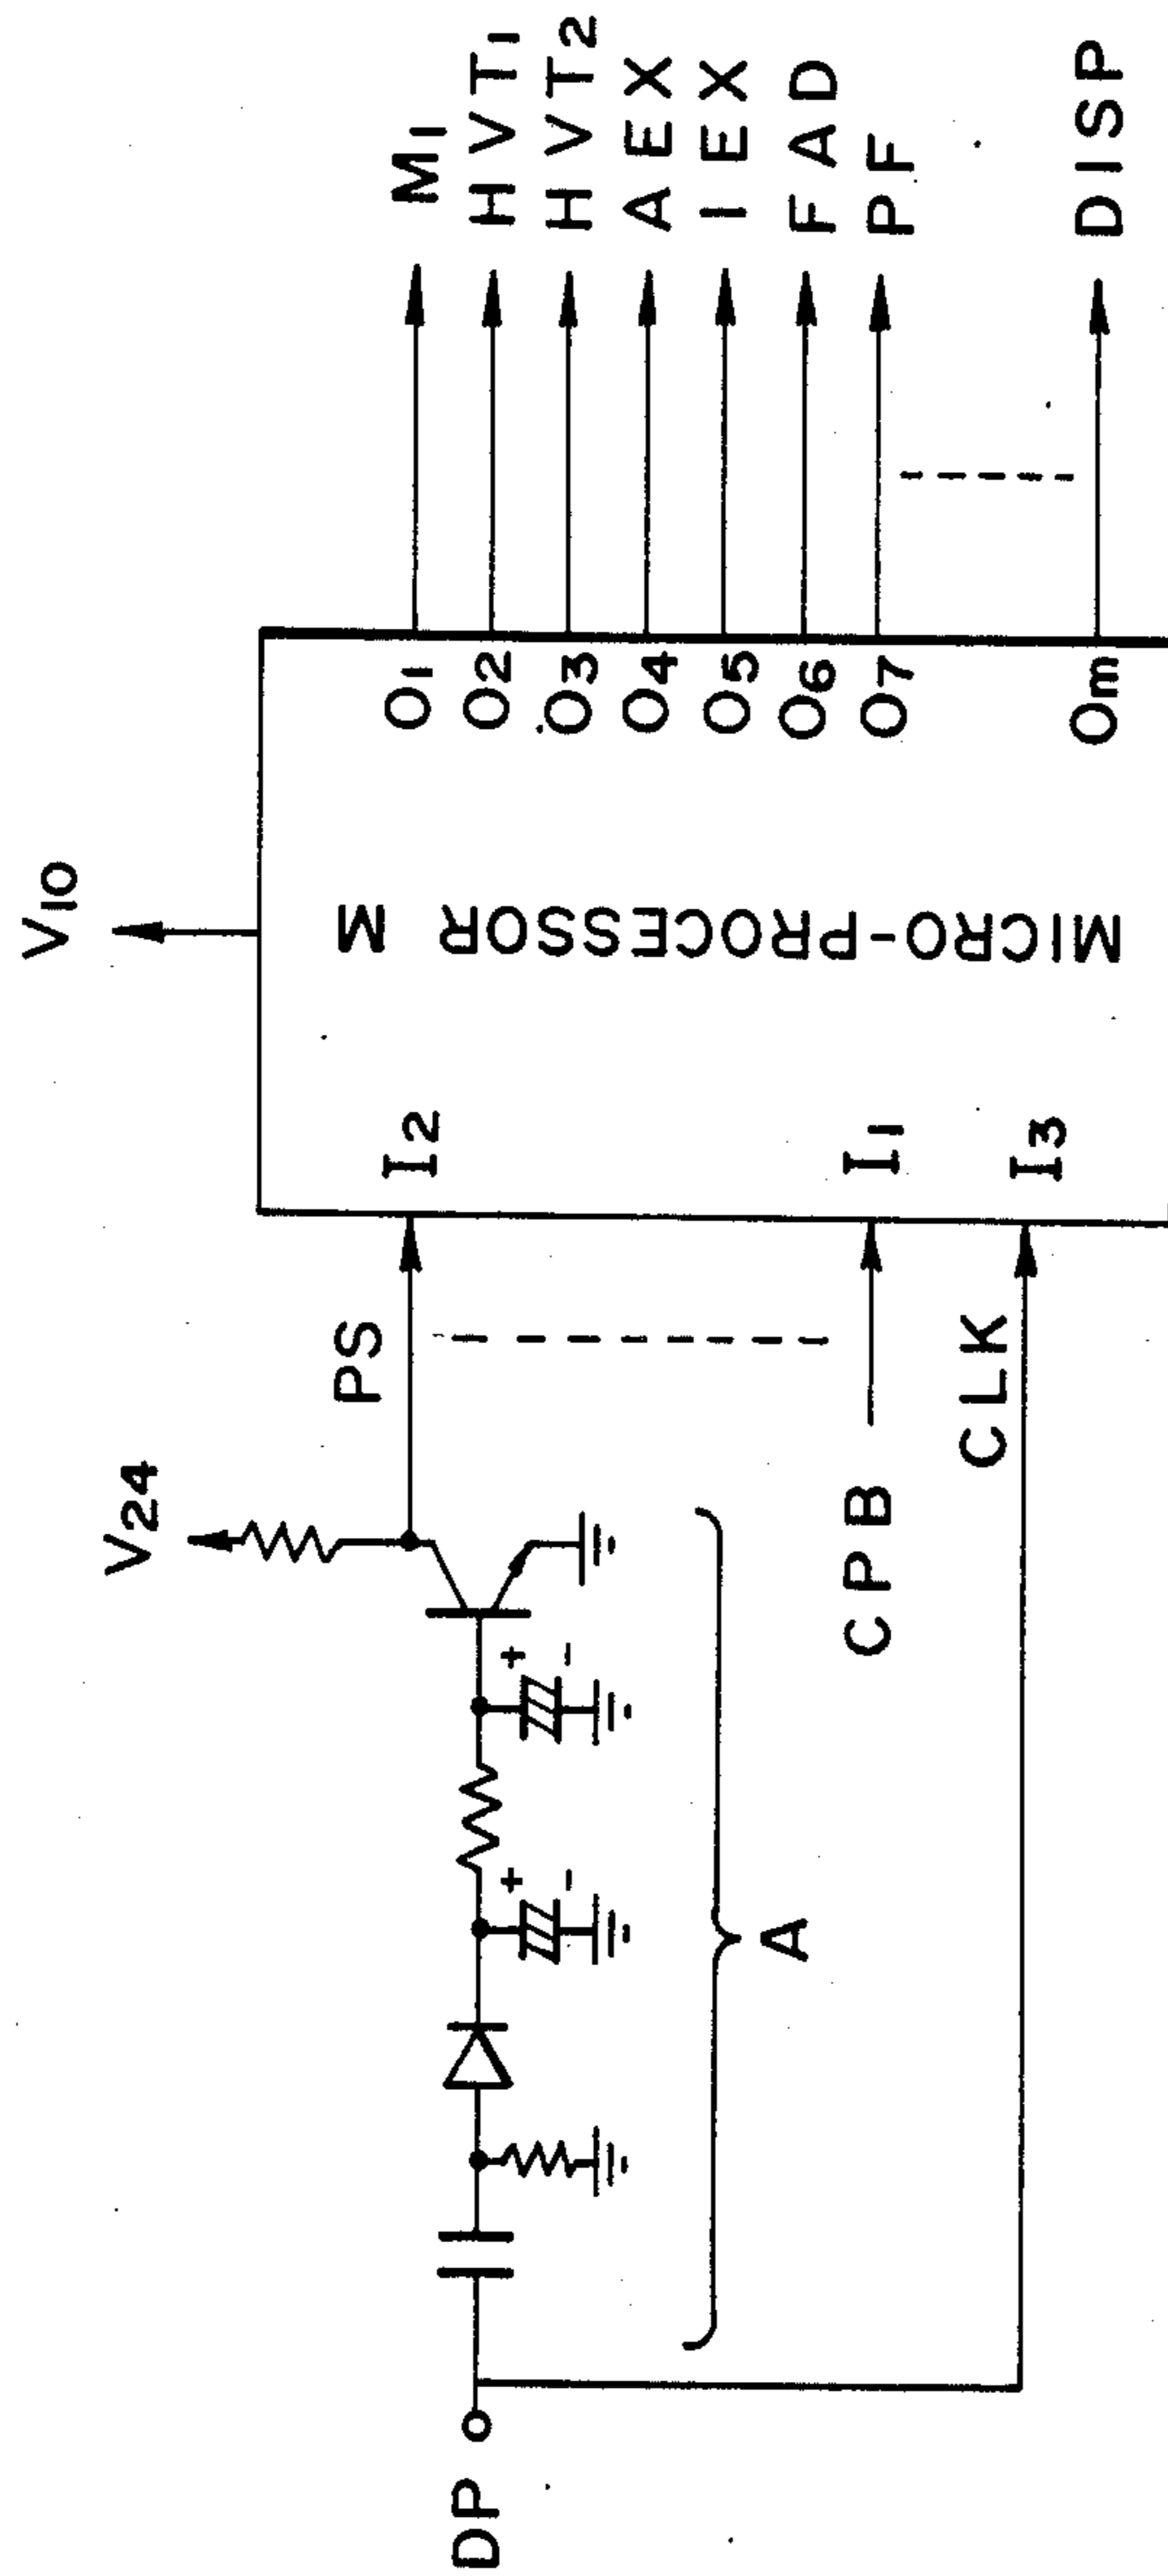 V10
V24
PS
I2
O1
M1
O2
HVT1
O3
HVT2
O4
AEX
O5
IEX
O6
FAD
O7
PF
Om
DISP
MICRO-PROCESSOR M
DP
+
-
+
-
A
CPB
I1
CLK
I3